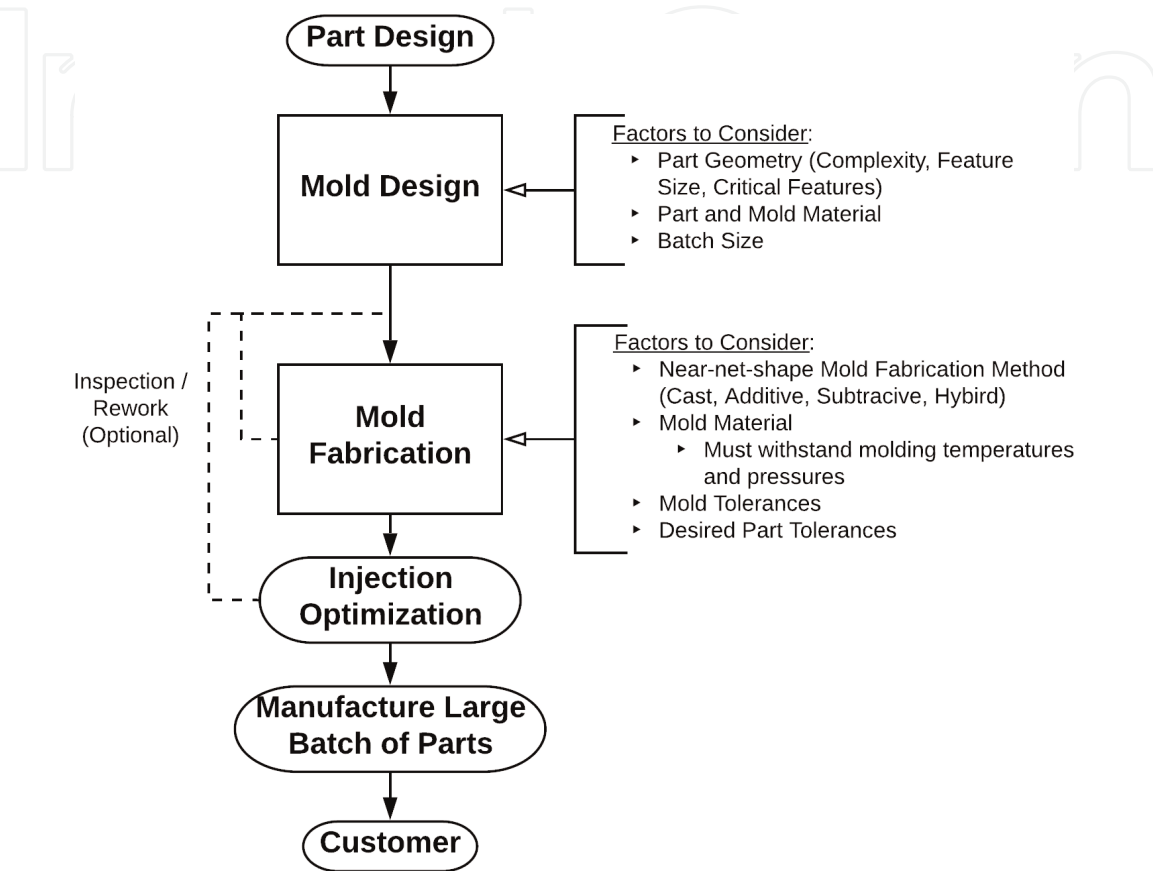 Part Design
Mold Design
Factors to Consider:
‣ Part Geometry (Complexity, Feature
Size, Critical Features)
‣ Part and Mold Material
‣ Batch Size
Inspection /
Rework
(Optional)
Mold
Fabrication
Factors to Consider:
‣ Near-net-shape Mold Fabrication Method
(Cast, Additive, Subtracive, Hybird)
‣ Mold Material
‣ Must withstand molding temperatures
and pressures
‣ Mold Tolerances
‣ Desired Part Tolerances
Injection
Optimization
Manufacture Large
Batch of Parts
Customer